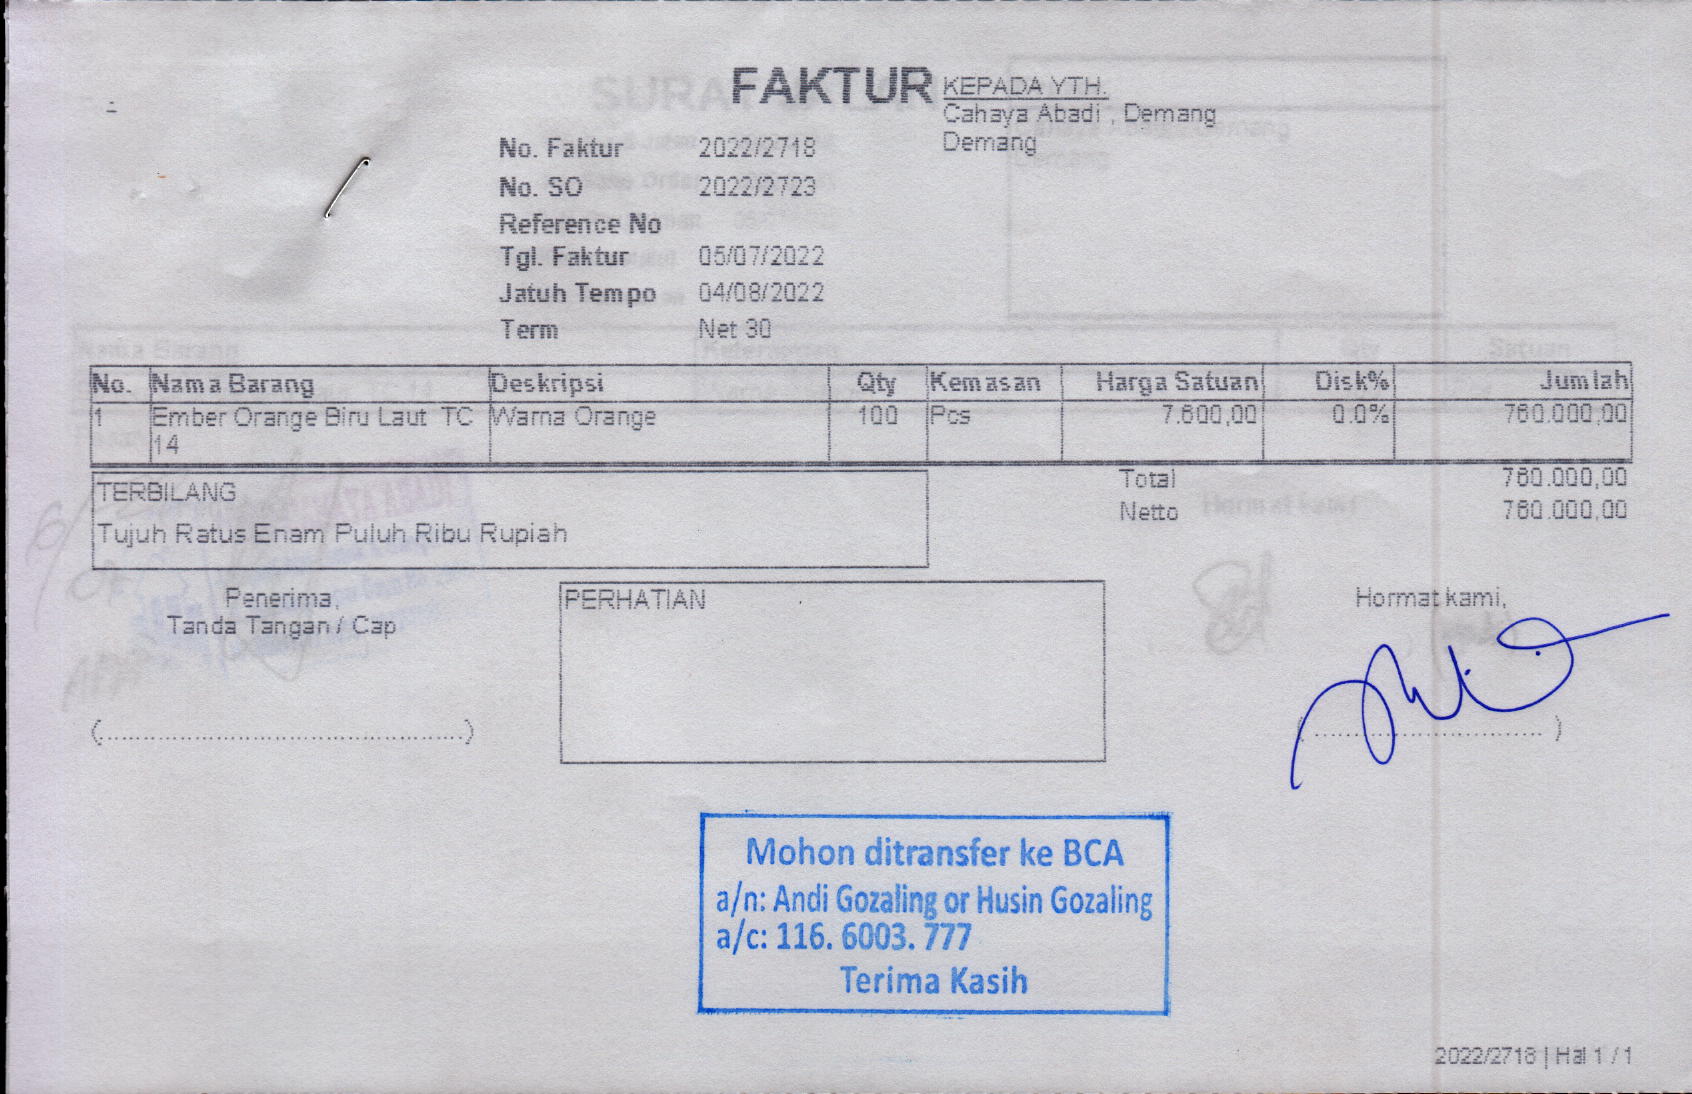 FAKTUR
KEPADA YTH.
Cahaya Abadi , Demang
Demang
No. Faktur 2022/2718
No. SO 2022/2723
Reference No
Tgl. Faktur 05/07/2022
Jatuh Tempo 04/08/2022
Term Net 30
No. Nama Barang Deskripsi Qty Kemasan Harga Satuan Disk% Jumlah
1 Ember Orange Biru Laut TC Warna Orange 100 Pcs 7.600,00 0.0% 760.000,00
14
Total 760.000,00
Netto 760.000,00
TERBILANG
Tujuh Ratus Enam Puluh Ribu Rupiah
Penerima,
Tanda Tangan / Cap
PERHATIAN
Hormat kami,
Mohon ditransfer ke BCA
a/n: Andi Gozaling or Husin Gozaling
a/c: 116. 6003. 777
Terima Kasih
2022/2718 | Hal 1 / 1